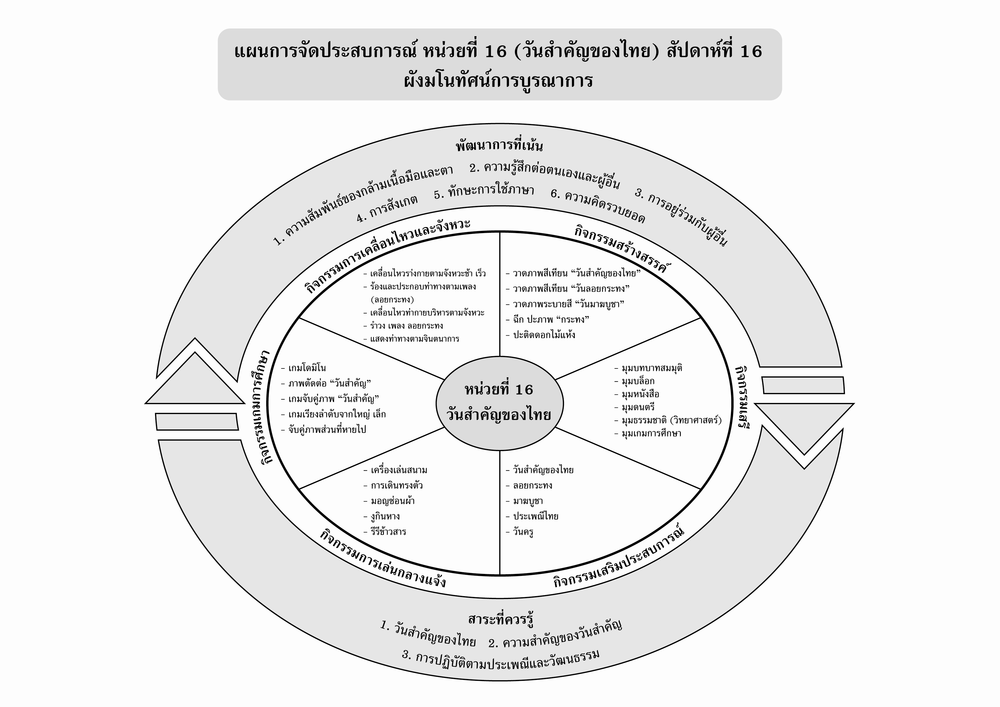 แผนการจัดประสบการณ์ หน่วยที่ 16 (วันสำคัญของไทย) สัปดาห์ที่ 16
ผังมโนทัศน์การบูรณาการ
พัฒนาการที่เน้น
1. ความสัมพันธ์ของกล้ามเนื้อมือและตา 2. ความรู้สึกต่อตนเองและผู้อื่น 3. การอยู่ร่วมกับผู้อื่น
4. การสังเกต 5. ทักษะการใช้ภาษา 6. ความคิดรวบยอด
กิจกรรมการเคลื่อนไหวและจังหวะ
- เคลื่อนไหวร่างกายตามจังหวะช้า เร็ว
- ร้องและประกอบท่าทางตามเพลง
(ลอยกระทง)
- เคลื่อนไหวท่ากายบริหารตามจังหวะ
- รำวง เพลง ลอยกระทง
- แสดงท่าทางตามจินตนาการ
กิจกรรมสร้างสรรค์
- วาดภาพสีเทียน “วันสำคัญของไทย”
- วาดภาพสีเทียน “วันลอยกระทง”
- วาดภาพระบายสี “วันมาฆบูชา”
- ฉีก ปะภาพ “กระทง”
- ปะติดดอกไม้แห้ง
กิจกรรมเกมการศึกษา
- เกมโดมิโน
- ภาพตัดต่อ “วันสำคัญ”
- เกมจับคู่ภาพ “วันสำคัญ”
- เกมเรียงลำดับจากใหญ่ เล็ก
- จับคู่ภาพส่วนที่หายไป
หน่วยที่ 16
วันสำคัญของไทย
กิจกรรมเสรี
- มุมบทบาทสมมุติ
- มุมบล็อก
- มุมหนังสือ
- มุมดนตรี
- มุมธรรมชาติ (วิทยาศาสตร์)
- มุมเกมการศึกษา
- เครื่องเล่นสนาม
- การเดินทรงตัว
- มอญซ่อนผ้า
- งูกินหาง
- รีรีข้าวสาร
กิจกรรมการเล่นกลางแจ้ง
- วันสำคัญของไทย
- ลอยกระทง
- มาฆบูชา
- ประเพณีไทย
- วันครู
กิจกรรมเสริมประสบการณ์
สาระที่ควรรู้
1. วันสำคัญของไทย 2. ความสำคัญของวันสำคัญ
3. การปฏิบัติตามประเพณีและวัฒนธรรม